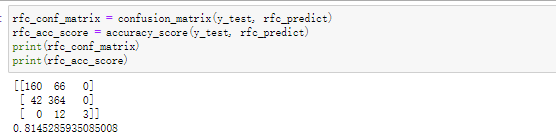 rfc_conf_matrix = confusion_matrix(y_test, rfc_predict)
rfc_acc_score = accuracy_score(y_test, rfc_predict)
print(rfc_conf_matrix)
print(rfc_acc_score)
[[160  66   0]
 [ 42 364   0]
 [  0  12   3]]
0.8145285935085008